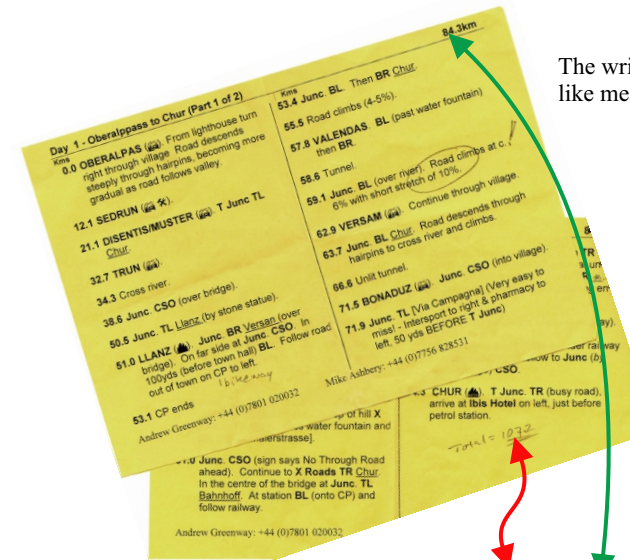 84.3km
Day 1 - Oberalppass to Chur (Part 1 of 2)
Kms
0.0 OBERALPAS From lighthouse turn
right through village Road descends
steeply through hairpins, becoming more
gradual as road follows valley.
12.1 SEDRUN
21.1 DISENTIS/MUSTER T Junc TL
Chur.
32.7 TRUN
34.3 Cross river.
38.6 Junc. CSO (over bridge).
50.5 Junc. TL Llanz (by stone statue).
51.0 LLANZ Junc. BR Versan (over
bridge). On far side at Junc. CSO. In
100yds (before town hall) BL. Follow road
out of town on CP to left.
53.1 CP ends
Andrew Greenway: +44 (0)7801 020032
Kms
53.4 Junc. BL. Then BR Chur.
55.5 Road climbs (4-5%).
57.8 VALENDAS. BL (past water fountain)
then BR.
58.6 Tunnel.
59.1 Junc. BL (over river). Road climbs at c.
6% with short stretch of 10%.
62.9 VERSAM Continue through village.
63.7 Junc. BL Chur. Road descends through
hairpins to cross river and climbs.
66.6 Unlit tunnel.
71.5 BONADUZ Junc. CSO (into village).
71.9 Junc. TL [Via Campagna] (Very easy to
miss! - Intersport to right & pharmacy to
left. 50 yds BEFORE T Junc)
Mike Ashbery: +44 (0)7756 828531
The wri
like me
of hill X
water fountain and
Junc. CSO (sign says No Through Road
ahead). Continue to X Roads TR Chur.
In the centre of the bridge at Junc. TL
Bahnhoff. At station BL (onto CP) and
follow railway.
Andrew Greenway: +44 (0)7801 020032
TR
railway
to Junc
CSO.
CHUR T Junc. TR (busy road),
arrive at Ibis Hotel on left, just before
petrol station.
Total = 1072